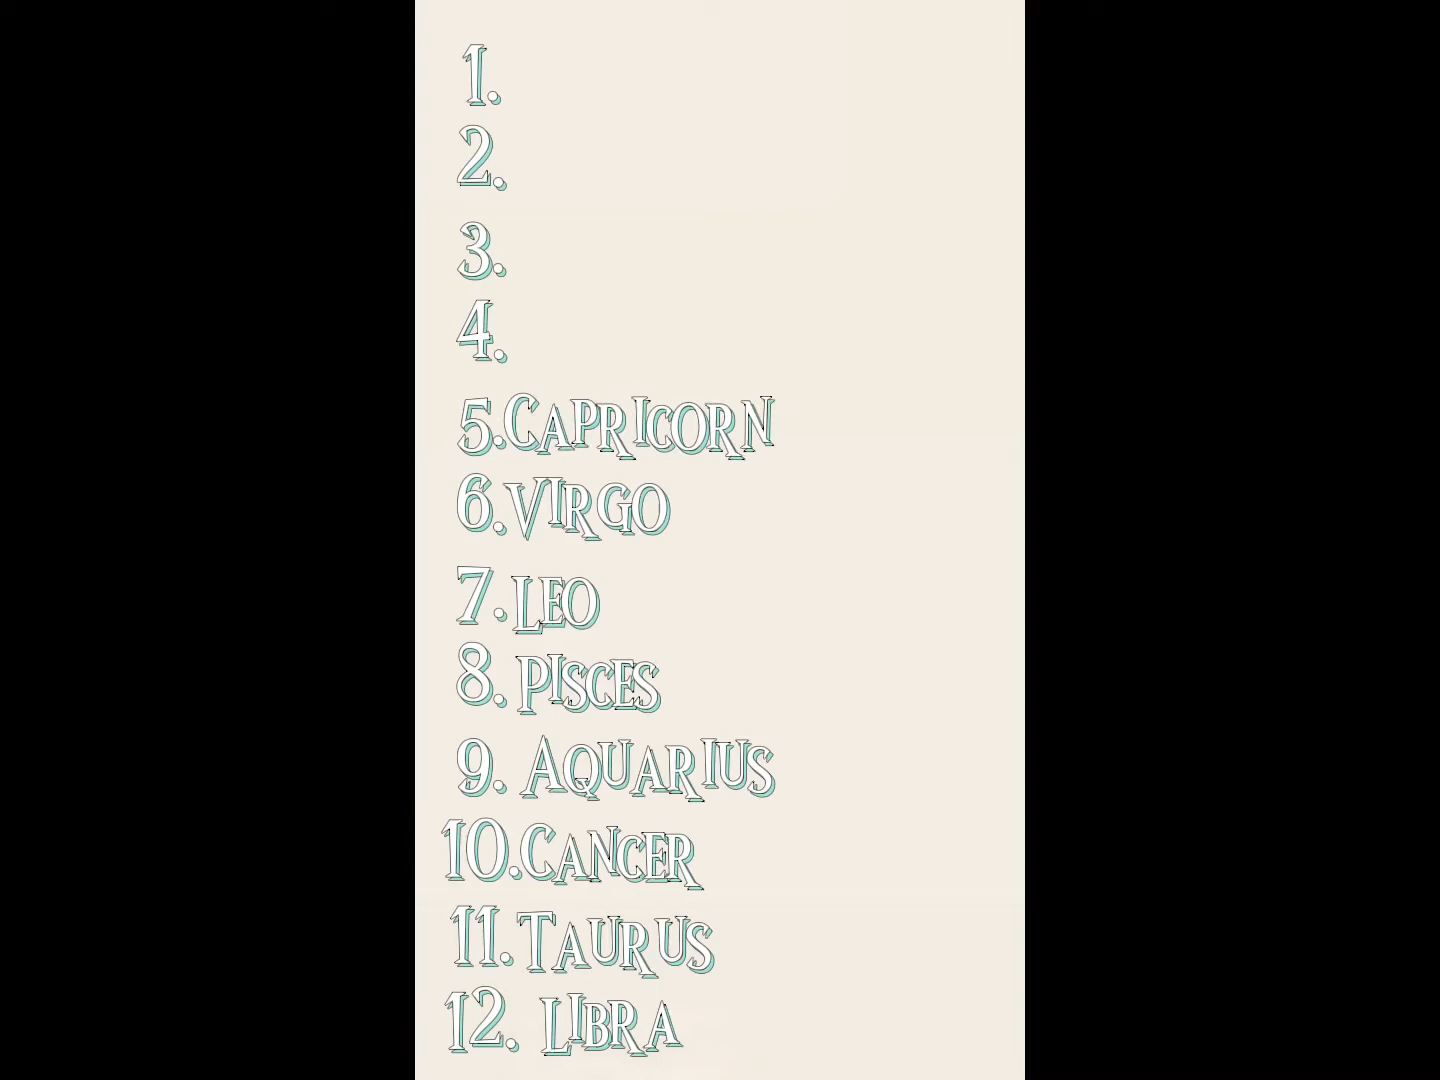 1.
2.
3.
4.
5. Capricorn
6. Virgo
7. Leo
8. Pisces
9. Aquarius
10. Cancer
11. Taurus
12. Libra